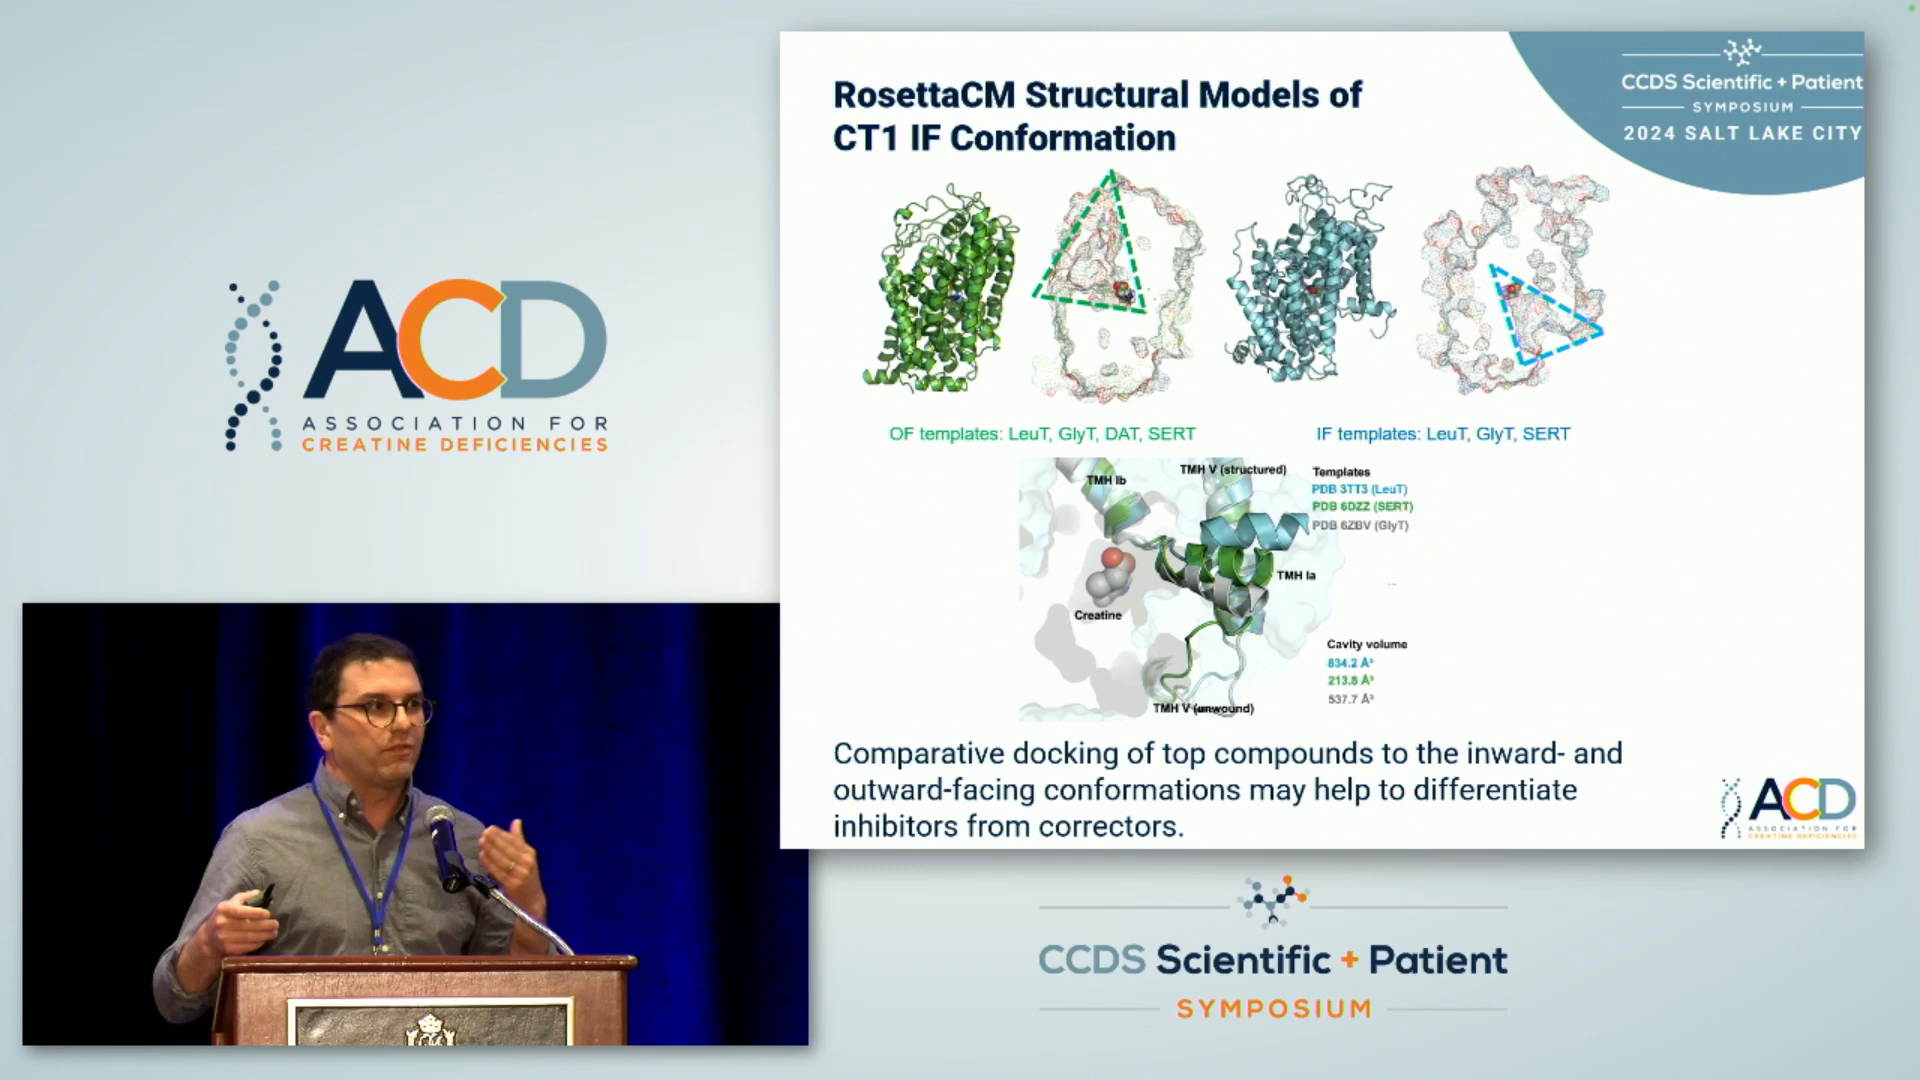 ACD
ASSOCIATION FOR
CREATINE DEFICIENCIES
RosettaCM Structural Models of
CT1 IF Conformation
CCDS Scientific + Patient
SYMPOSIUM
2024 SALT LAKE CITY
OF templates: LeuT, GlyT, DAT, SERT
IF templates: LeuT, GlyT, SERT
TMH Ib
TMH V (structured)
Templates
PDB 3TT3 (LeuT)
PDB 6DZZ (SERT)
PDB 6ZBV (GlyT)
TMH Ia
Creatine
Cavity volume
834.2 Å³
213.8 Å³
537.7 Å³
TMH V (unwound)
Comparative docking of top compounds to the inward- and
outward-facing conformations may help to differentiate
inhibitors from correctors.
ACD
ASSOCIATION FOR
CREATINE DEFICIENCIES
CCDS Scientific + Patient
SYMPOSIUM